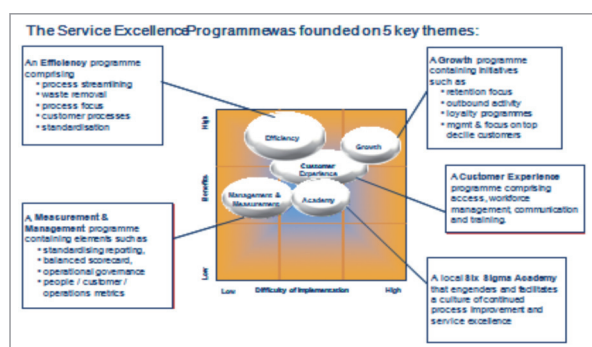 The Service Excellence Programme was founded on 5 key themes:
An Efficiency programme
comprising
• process streamlining
• waste removal
• process focus
• customer processes
• standardisation
A Growth programme
containing initiatives
such as
• retention focus
• outbound activity
• loyalty programmes
• mgmt & focus on top
decile customers
High
Efficiency
Growth
Customer
Experience
Benefits
Management &
Measurement
Academy
A Customer Experience
programme comprising
access, workforce
management, communication
and training.
A Measurement &
Management programme
containing elements such as
• standardising reporting,
• balanced scorecard,
• operational governance
• people / customer /
operations metrics
Low
Low
Difficulty of Implementation
High
A local Six Sigma Academy
that engenders and facilitates
a culture of continued
process improvement and
service excellence